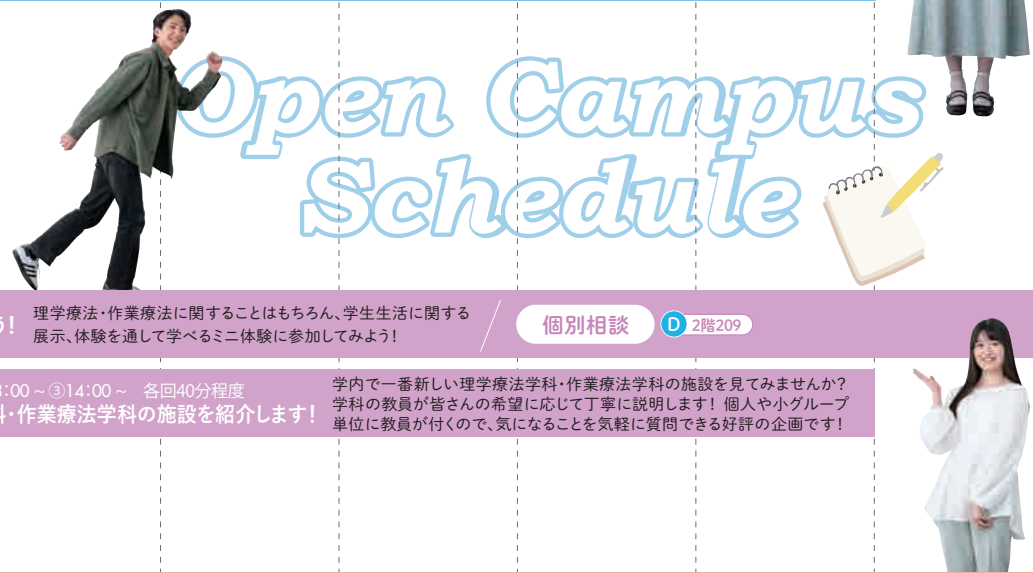 Open Campus
Schedule
う!
理学療法・作業療法に関することはもちろん、学生生活に関する
展示、体験を通して学べるミニ体験に参加してみよう!
個別相談 D 2階209
:00～③14:00～ 各回40分程度
・作業療法学科の施設を紹介します!
学内で一番新しい理学療法学科・作業療法学科の施設を見てみませんか?
学科の教員が皆さんの希望に応じて丁寧に説明します! 個人や小グループ
単位に教員が付くので、気になることを気軽に質問できる好評の企画です!